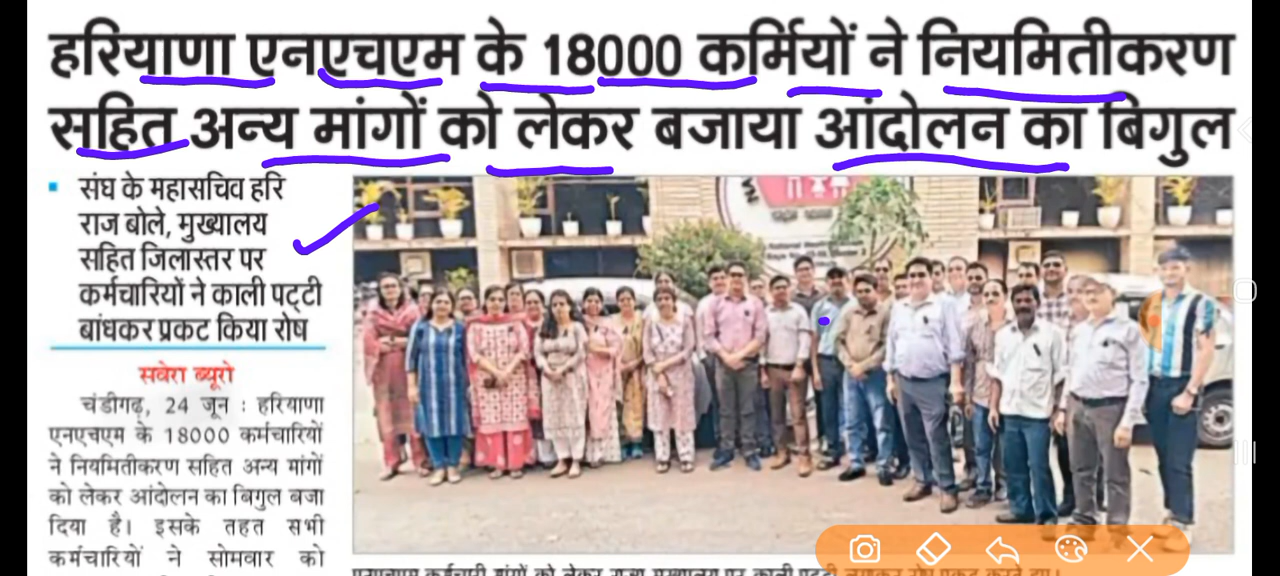 हरियाणा एनएचएम के 18000 कर्मियों ने नियमितीकरण
सहित अन्य मांगों को लेकर बजाया आंदोलन का बिगुल
संघ के महासचिव हरि
राज बोले, मुख्यालय
सहित जिलास्तर पर
कर्मचारियों ने काली पट्टी
बांधकर प्रकट किया रोष
सवेरा ब्यूरो
चंडीगढ़, 24 जून : हरियाणा
एनएचएम के 18000 कर्मचारियों
ने नियमितीकरण सहित अन्य मांगों
को लेकर आंदोलन का बिगुल बजा
दिया है। इसके तहत सभी
कर्मचारियों ने सोमवार को